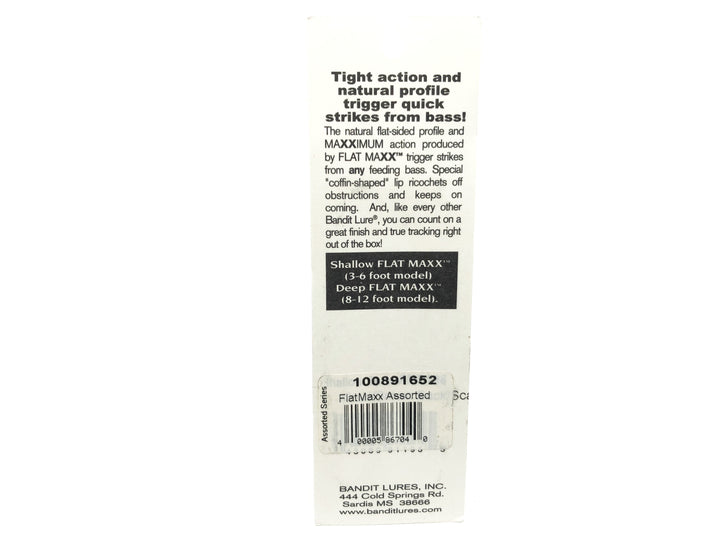 Tight action and
natural profile
trigger quick
strikes from bass!
The natural flat-sided profile and
MAXXIMUM action produced
by FLAT MAXX™ trigger strikes
from any feeding bass. Special
"coffin-shaped" lip ricochets off
obstructions and keeps on
coming. And, like every other
Bandit Lure®, you can count on a
great finish and true tracking right
out of the box!
Shallow FLAT MAXX™
(3-6 foot model)
Deep FLAT MAXX™
(8-12 foot model).
Assorted Series
100891652
FlatMaxx Assorted
4 00005 86704 0
BANDIT LURES, INC.
444 Cold Springs Rd.
Sardis MS 38666
www.banditlures.com